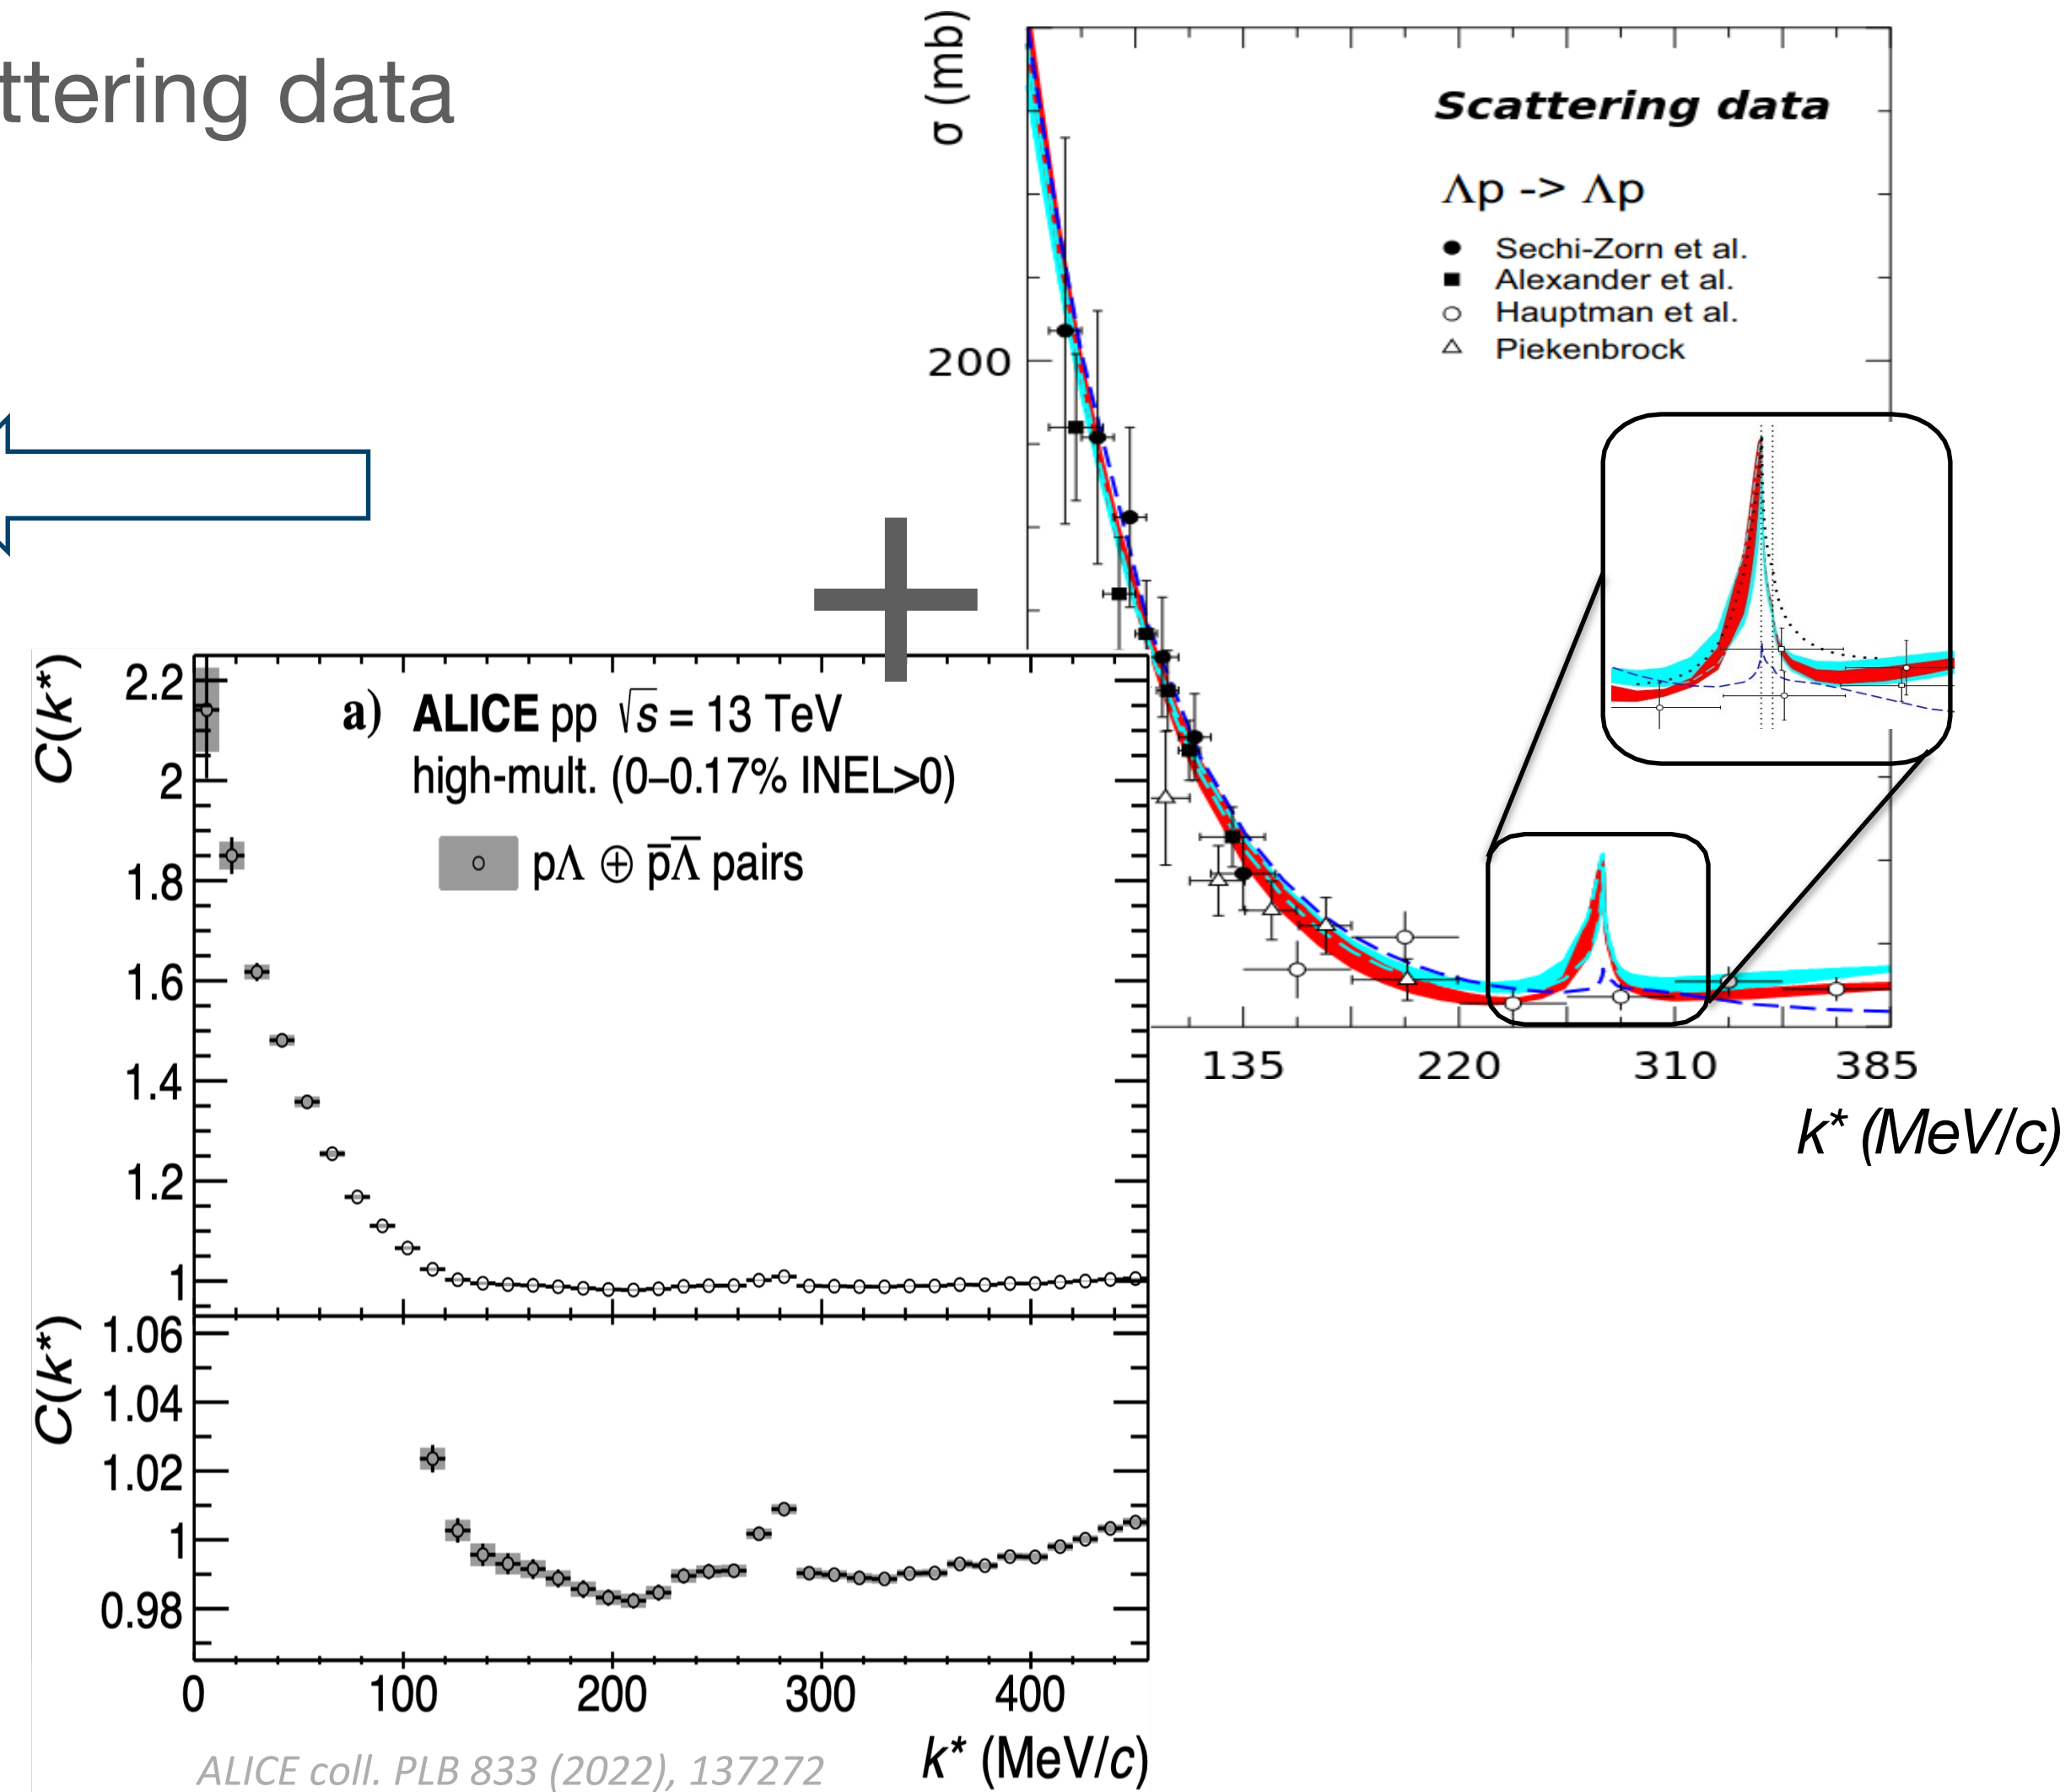 ttering data
σ (mb)
Scattering data
Λp -> Λp
Sechi-Zorn et al.
Alexander et al.
Hauptman et al.
Piekenbrock
200
135 220 310 385
k* (MeV/c)
+
C(k*)
2.2
2
1.8
1.6
1.4
1.2
1
a) ALICE pp √s = 13 TeV
high-mult. (0–0.17% INEL>0)
pΛ ⊕ p̅Λ̅ pairs
C(k*)
1.06
1.04
1.02
1
0.98
0 100 200 300 400
k* (MeV/c)
ALICE coll. PLB 833 (2022), 137272